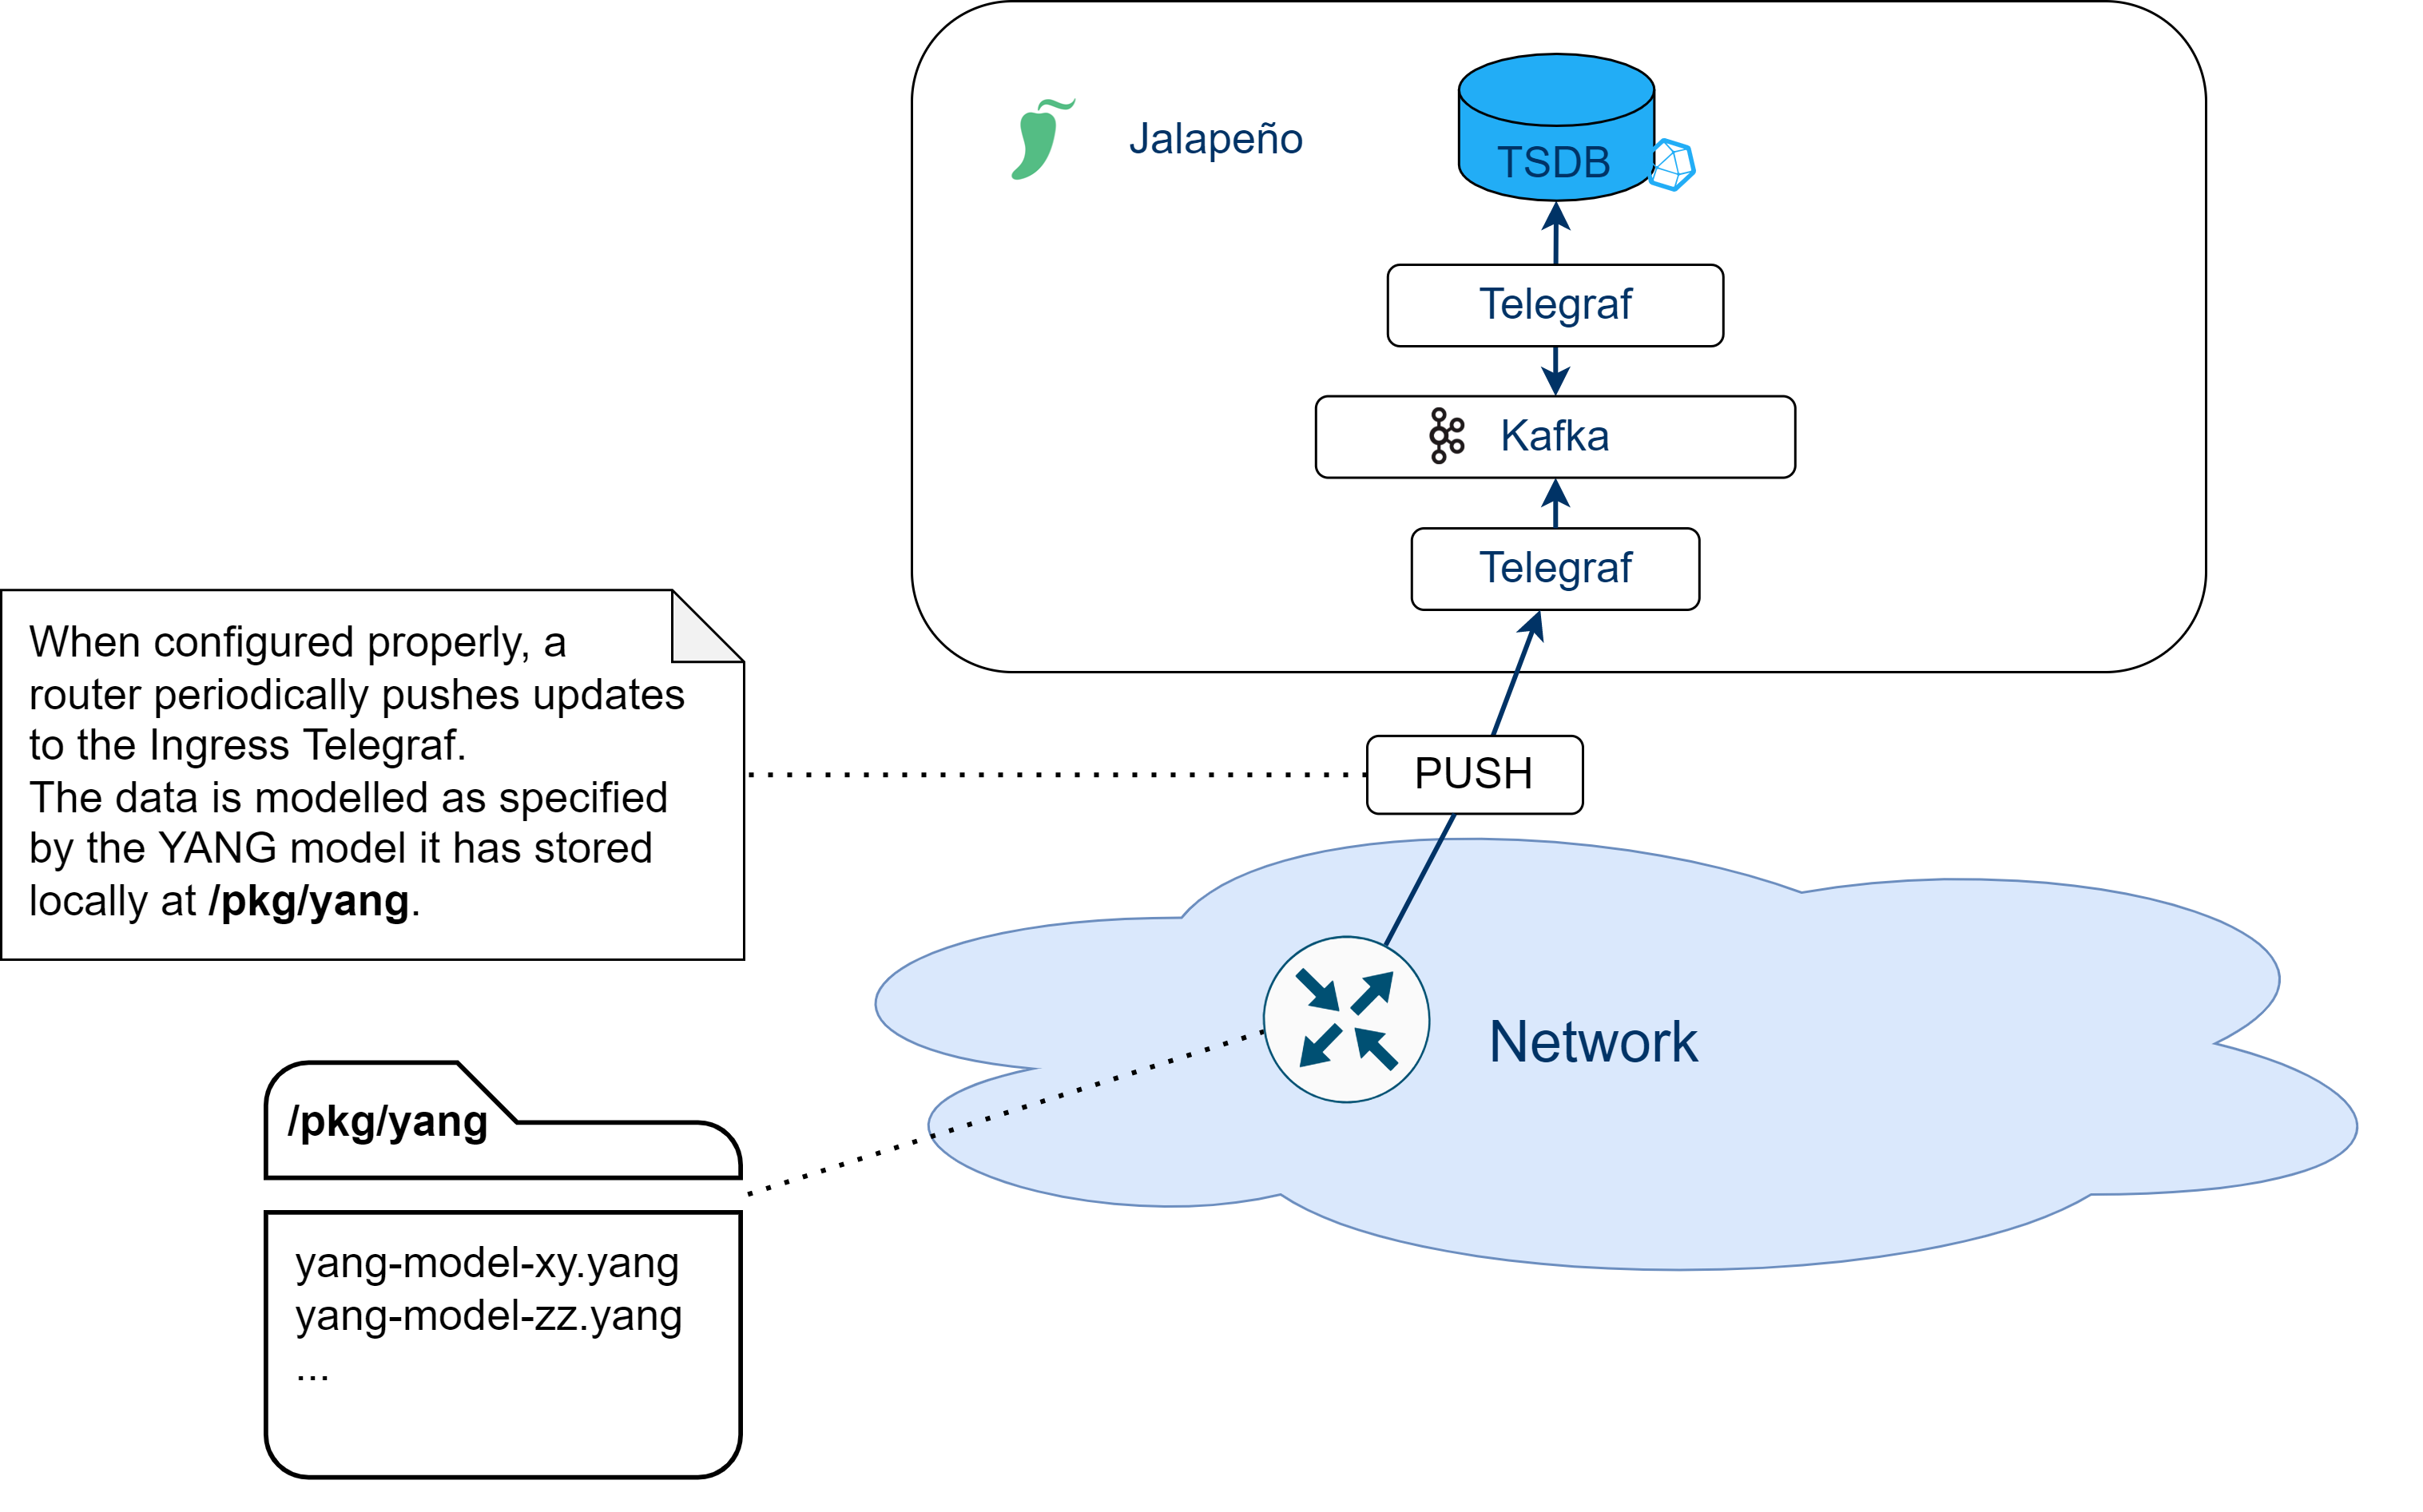 Jalapeño
TSDB
Telegraf
Kafka
Telegraf
When configured properly, a
router periodically pushes updates
to the Ingress Telegraf.
The data is modelled as specified
by the YANG model it has stored
locally at /pkg/yang.
PUSH
Network
/pkg/yang
yang-model-xy.yang
yang-model-zz.yang
...